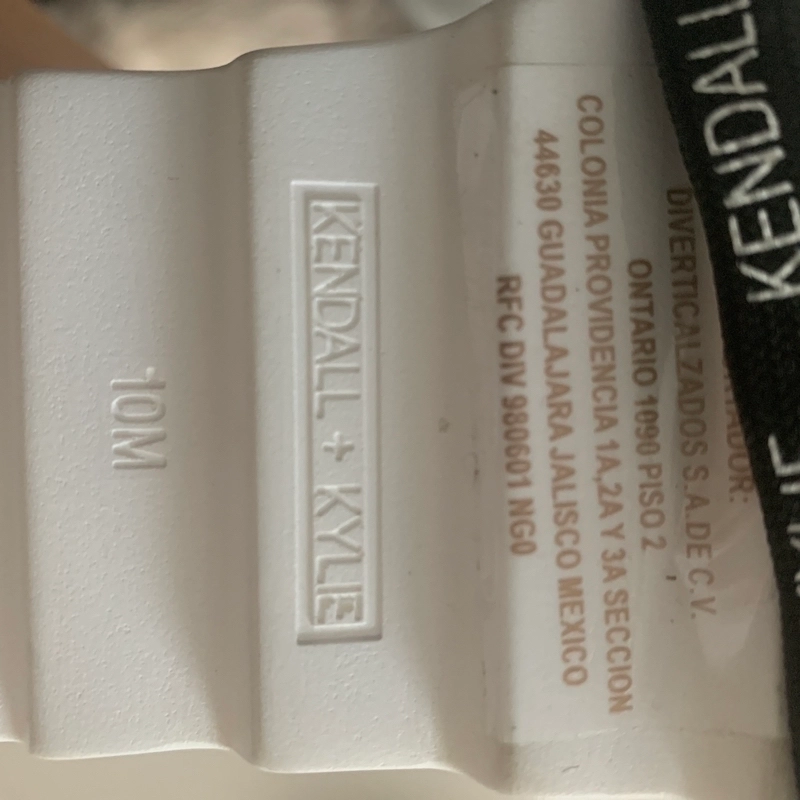 DIVERTICALZADOS S.A.DE C.V.
ONTARIO 1090 PISO 2
COLONIA PROVIDENCIA 1A,2A Y 3A SECCION
44630 GUADALAJARA JALISCO MEXICO
RFC DIV 980601 NG0
KENDALL + KYLIE
10M